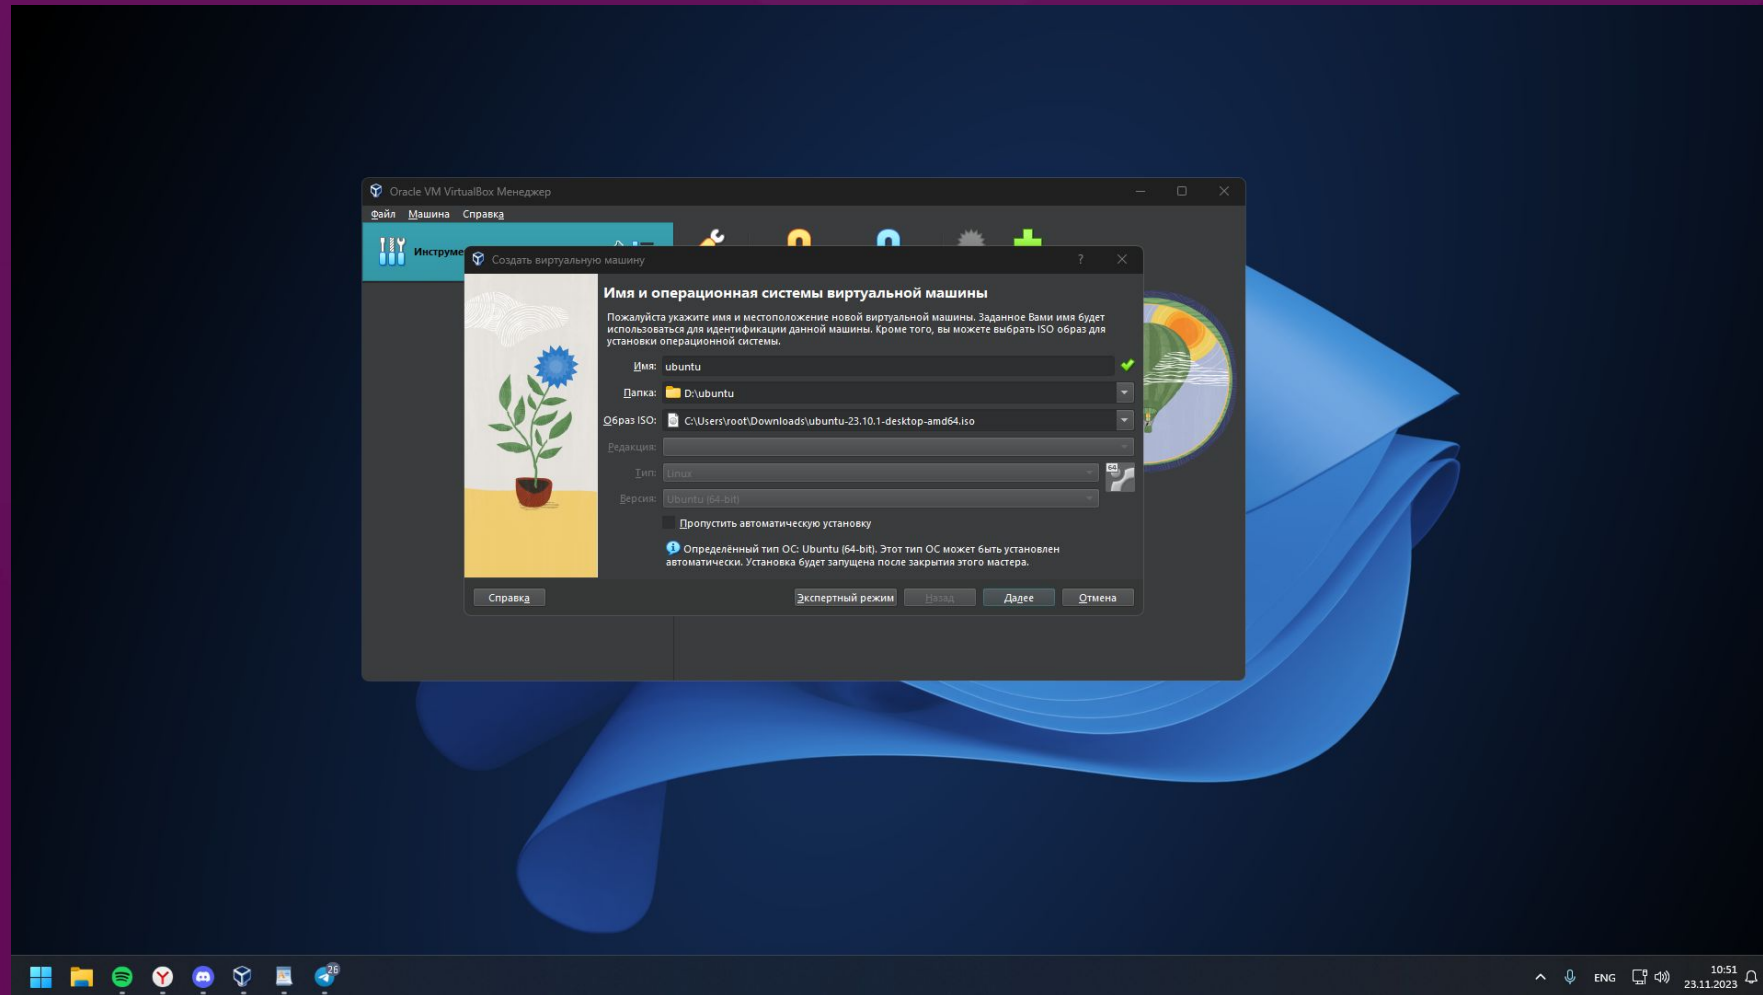 Oracle VM VirtualBox Менеджер
Файл Машина Справка
Создать виртуальную машину
?
Имя и операционная системы виртуальной машины
Пожалуйста укажите имя и местоположение новой виртуальной машины. Заданное Вами имя будет
использоваться для идентификации данной машины. Кроме того, вы можете выбрать ISO образ для
установки операционной системы.
Имя: ubuntu
Папка: D:\ubuntu
Образ ISO: C:\Users\root\Downloads\ubuntu-23.10.1-desktop-amd64.iso
Редакция:
Тип: Linux
64
Версия: Ubuntu (64-bit)
Пропустить автоматическую установку
Определённый тип ОС: Ubuntu (64-bit). Этот тип ОС может быть установлен
автоматически. Установка будет запущена после закрытия этого мастера.
Справка Экспертный режим Назад Далее Отмена
26
ENG
10:51
23.11.2023